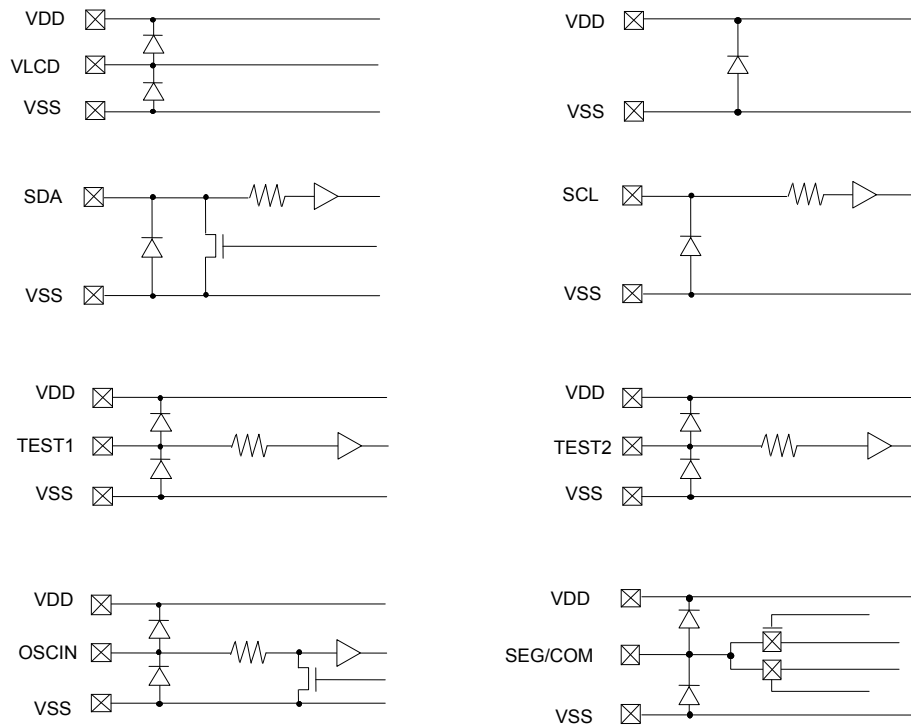 VDD
VLCD
VSS
VDD
VSS
SDA
VSS
SCL
VSS
VDD
TEST1
VSS
VDD
TEST2
VSS
VDD
OSCIN
VSS
VDD
SEG/COM
VSS